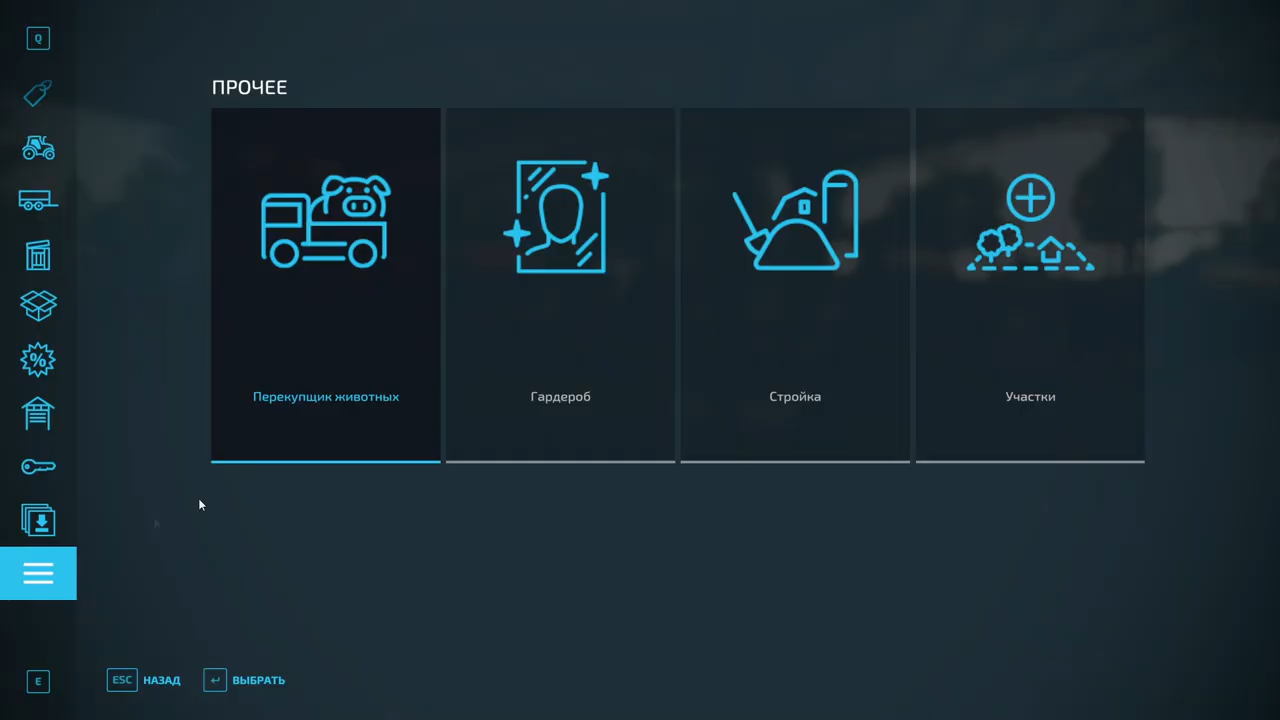 Q
ПРОЧЕЕ
%
Перекупщик животных
Гардероб
Стройка
Участки
E
ESC НАЗАД
ВЫБРАТЬ